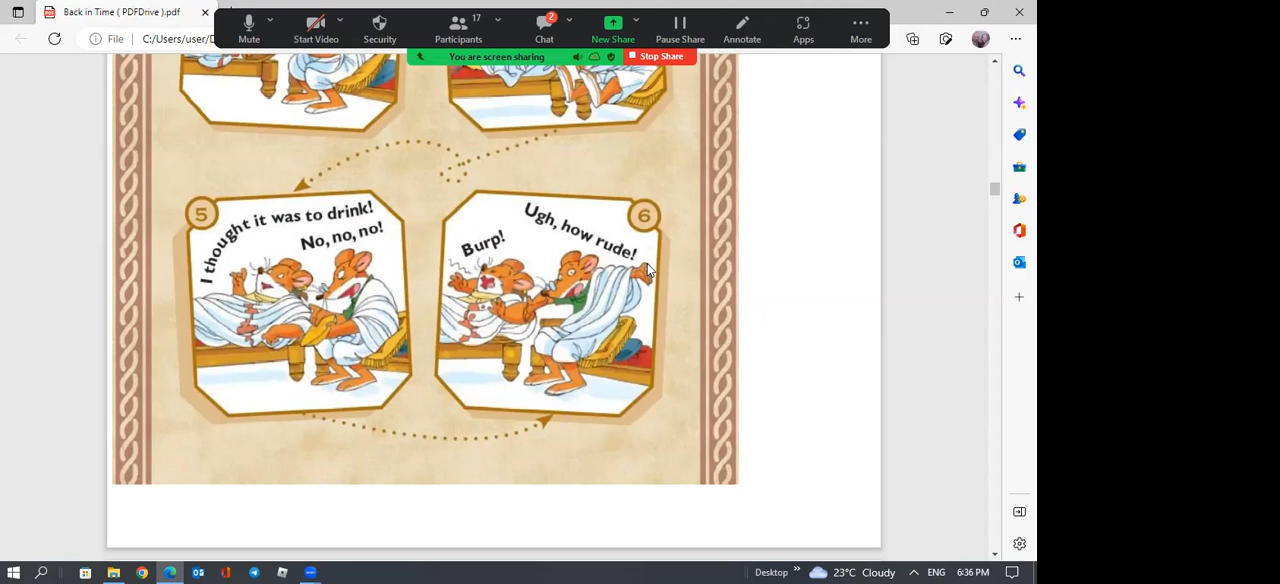 Back in Time ( PDFDrive ).pdf
17
2
Mute
Start Video
Security
Participants
Chat
New Share
Pause Share
Annotate
Apps
More
File
C:/Users/user/
You are screen sharing
Stop Share
5
I thought it was to drink!
No, no, no!
6
Burp!
Ugh, how rude!
Desktop
23°C Cloudy
ENG
6:36 PM